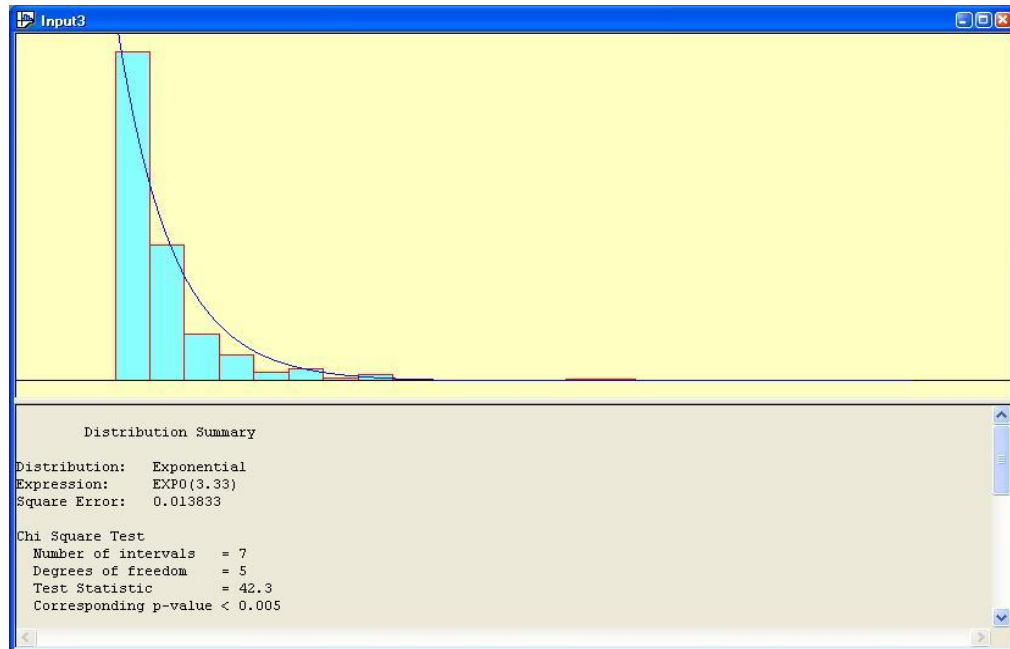 Input3
Distribution Summary
Distribution: Exponential
Expression: EXPO(3.33)
Square Error: 0.013833
Chi Square Test
Number of intervals = 7
Degrees of freedom = 5
Test Statistic = 42.3
Corresponding p-value < 0.005